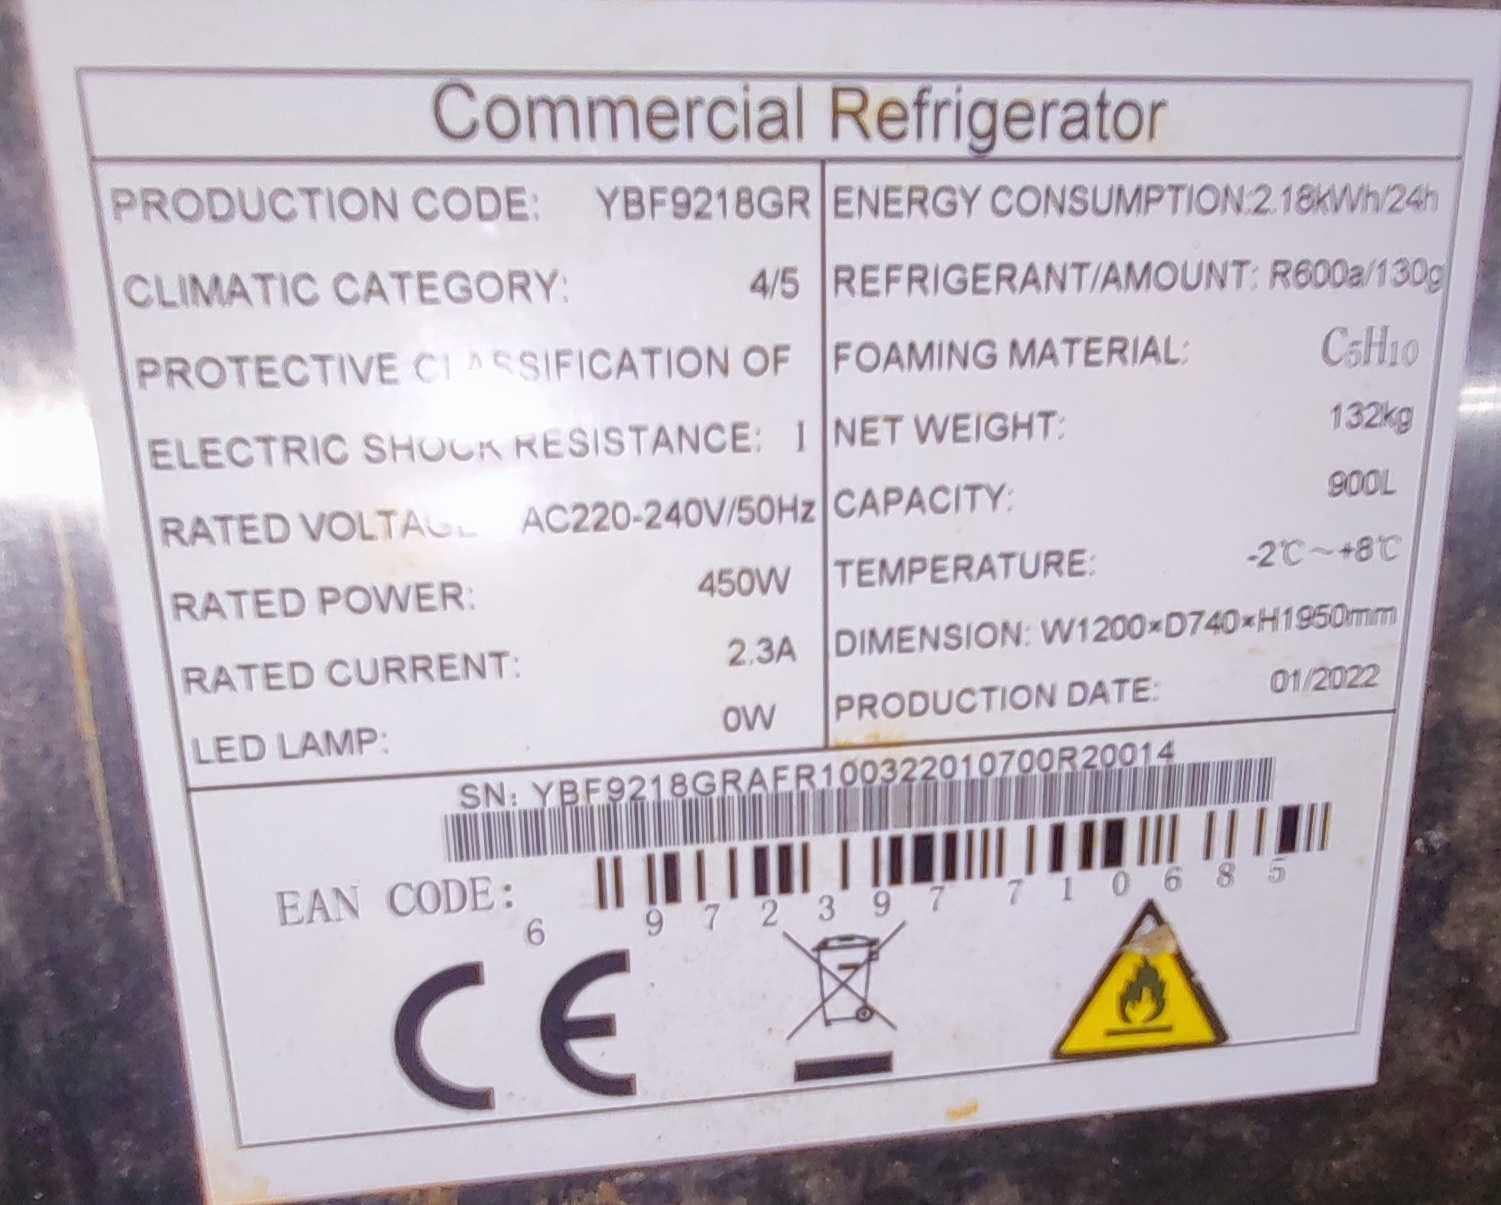 Commercial Refrigerator
PRODUCTION CODE: YBF9218GR
CLIMATIC CATEGORY: 4/5
PROTECTIVE CLASSIFICATION OF
ELECTRIC SHOCK RESISTANCE: I
RATED VOLTAGE AC220-240V/50Hz
RATED POWER: 450W
RATED CURRENT: 2.3A
LED LAMP: 0W
ENERGY CONSUMPTION:2.18kWh/24h
REFRIGERANT/AMOUNT: R600a/130g
FOAMING MATERIAL: C5H10
NET WEIGHT: 132kg
CAPACITY: 900L
TEMPERATURE: -2℃~+8℃
DIMENSION: W1200×D740×H1950mm
PRODUCTION DATE: 01/2022
SN: YBF9218GRAFR100322010700R20014
EAN CODE: 6 972397 710685
CE